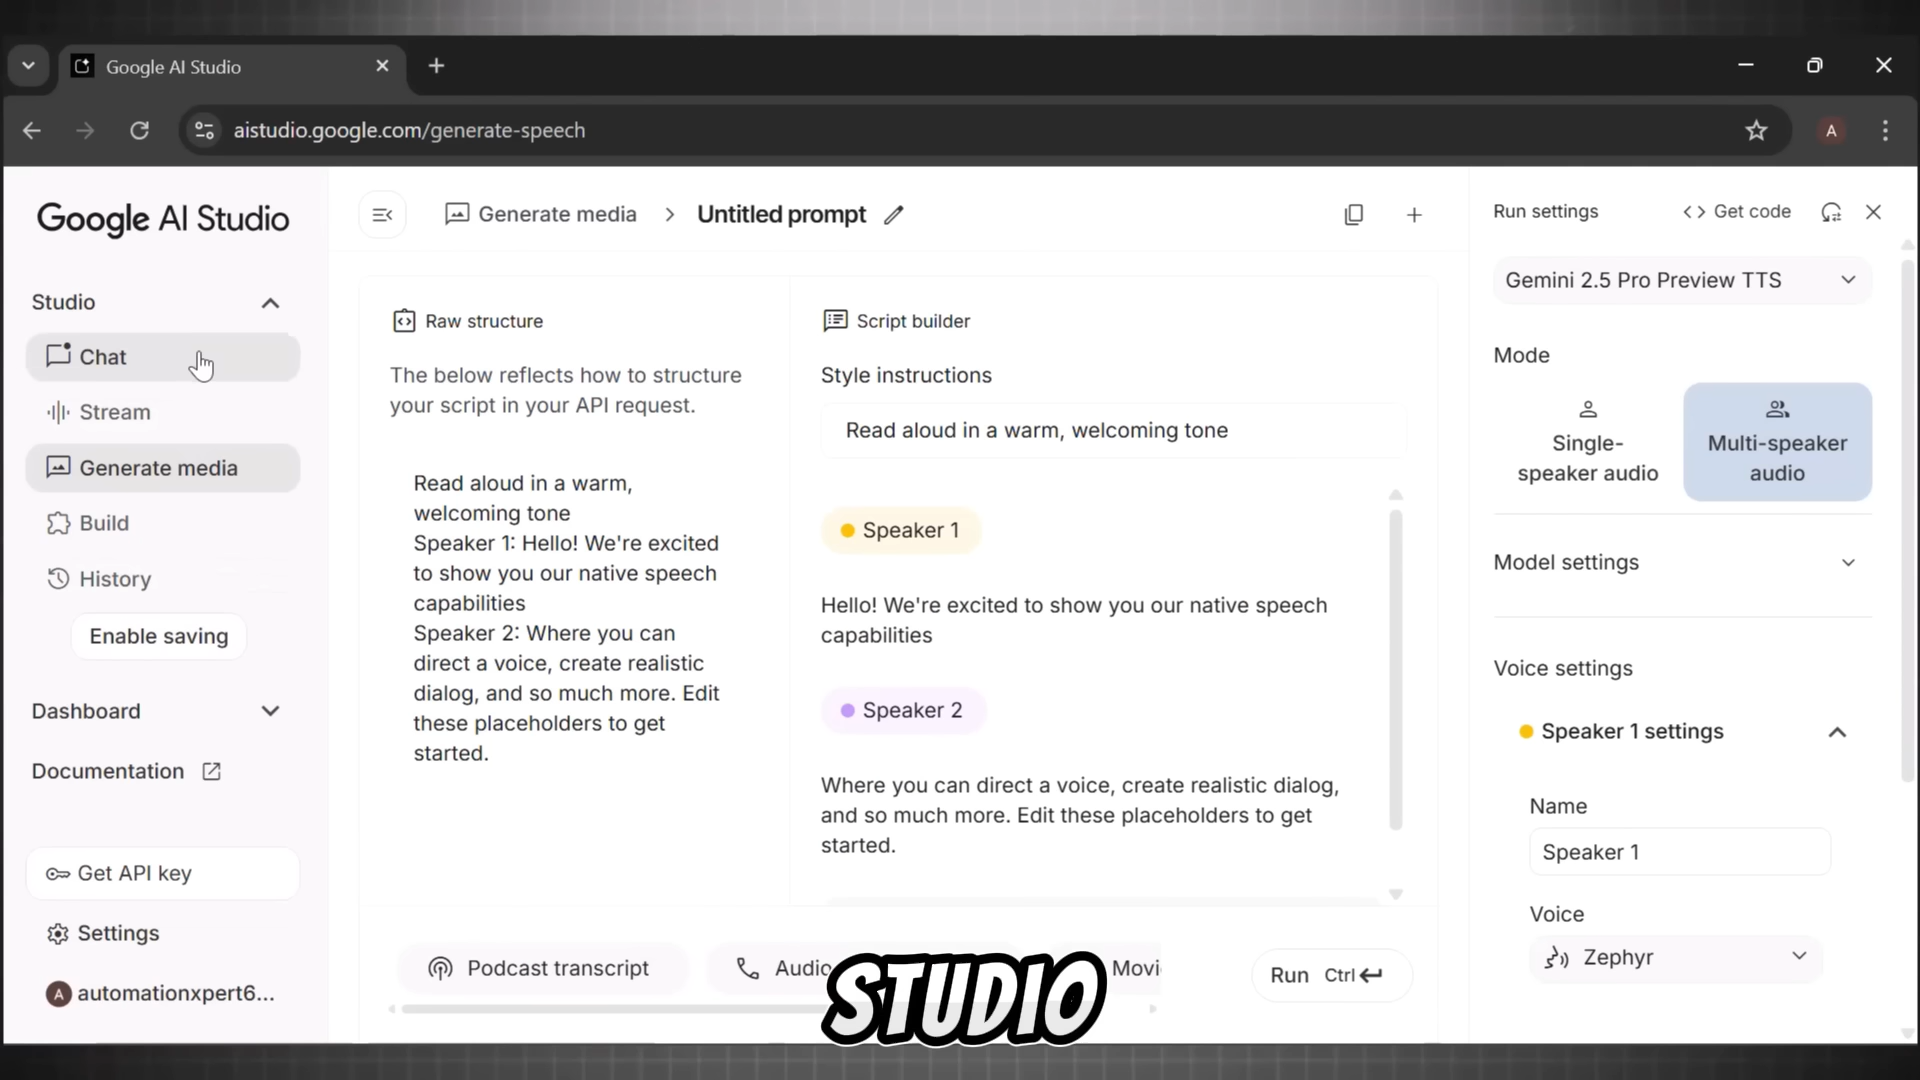 Google AI Studio
aistudio.google.com/generate-speech
A
Google AI Studio
Studio
Chat
Stream
Generate media
Build
History
Enable saving
Dashboard
Documentation
Get API key
Settings
A automationxpert6...
Generate media > Untitled prompt
Raw structure
The below reflects how to structure
your script in your API request.
Read aloud in a warm,
welcoming tone
Speaker 1: Hello! We're excited
to show you our native speech
capabilities
Speaker 2: Where you can
direct a voice, create realistic
dialog, and so much more. Edit
these placeholders to get
started.
Script builder
Style instructions
Read aloud in a warm, welcoming tone
Speaker 1
Hello! We're excited to show you our native speech
capabilities
Speaker 2
Where you can direct a voice, create realistic dialog,
and so much more. Edit these placeholders to get
started.
Podcast transcript
Audio
Movi
Run Ctrl
STUDIO
Run settings
Get code
Gemini 2.5 Pro Preview TTS
Mode
Single-
speaker audio
Multi-speaker
audio
Model settings
Voice settings
Speaker 1 settings
Name
Speaker 1
Voice
Zephyr